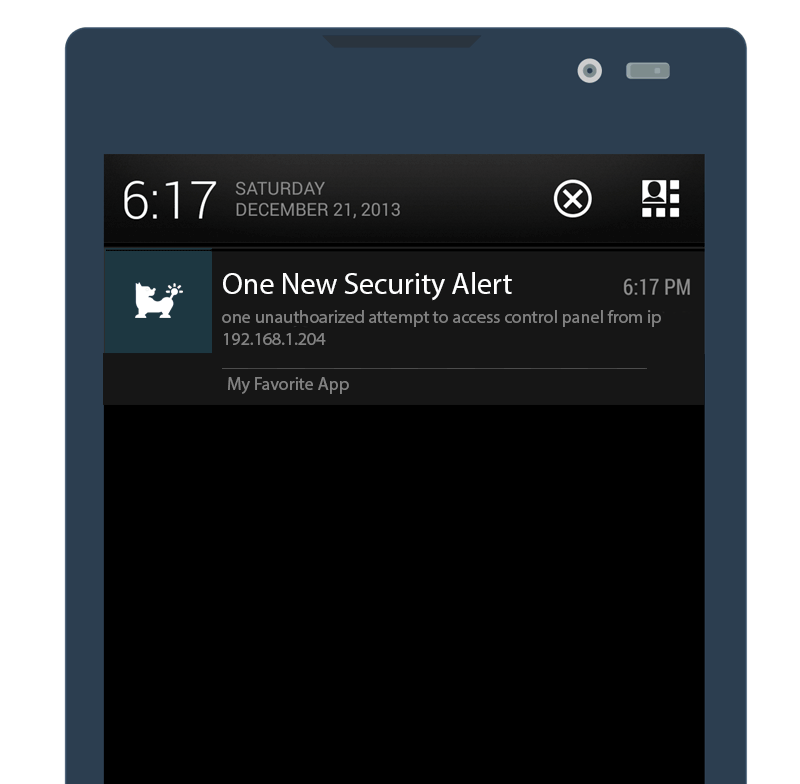 6:17
SATURDAY
DECEMBER 21, 2013
One New Security Alert
6:17 PM
one unauthoarized attempt to access control panel from ip
192.168.1.204
My Favorite App